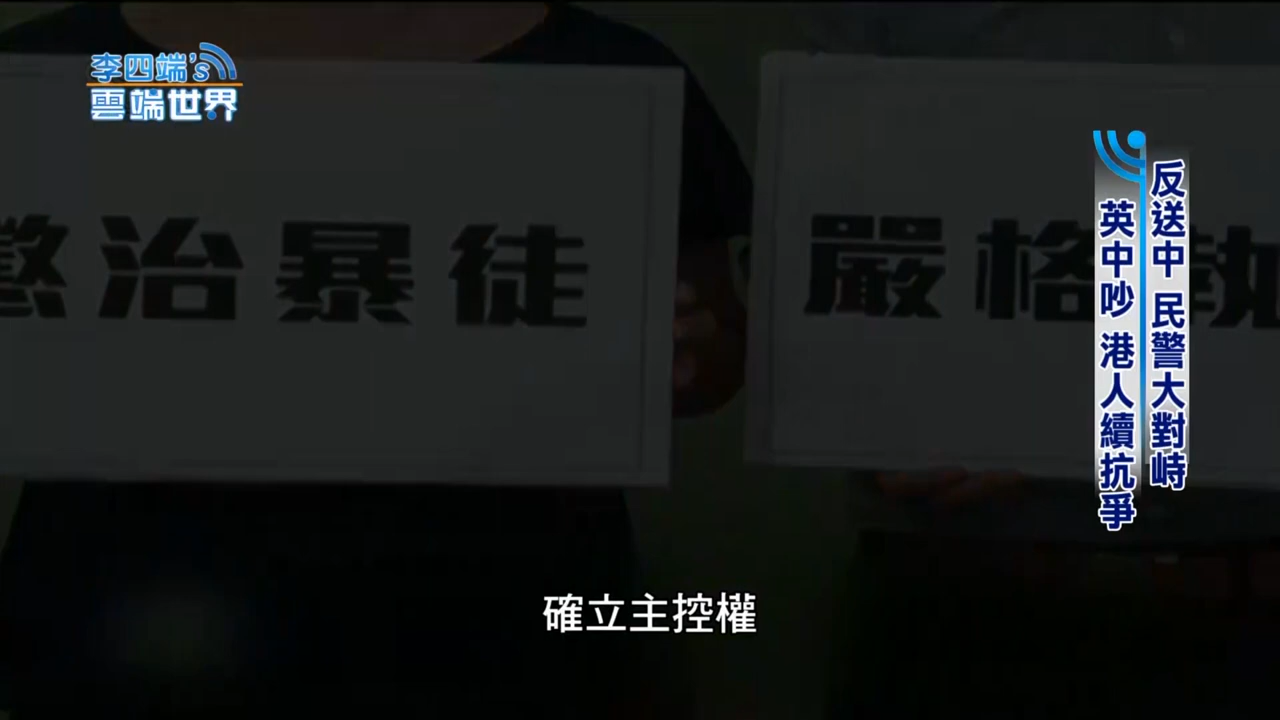 李四端's
雲端世界
反送中 民警大對峙
英中吵 港人續抗爭
懲治暴徒
嚴格執
確立主控權